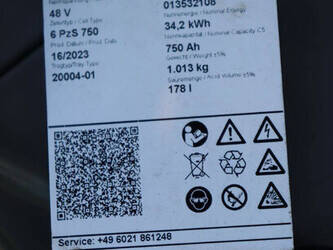 48 V
013532108
Zellentyp / Cell Type
Nennenergie / Nominal Energy
6 PzS 750
34,2 kWh
Prod. Datum / Prod. Date
Nennkapazität / Nominal Capacity C5
16/2023
750 Ah
Trogtyp/Tray Type
Gewicht / Weight ±5%
20004-01
1.013 kg
Säuremenge / Acid Volume ±5%
178 l
Service: +49 6021 861248